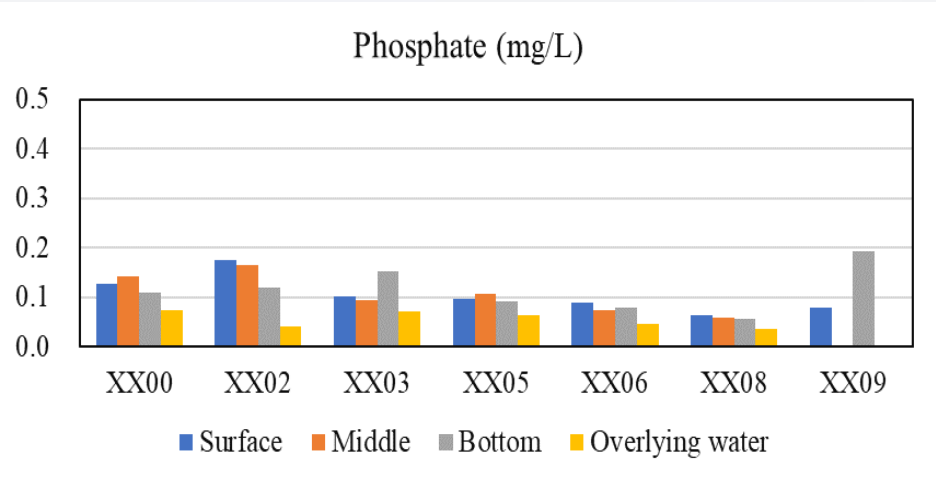 Phosphate (mg/L)
0.5
0.4
0.3
0.2
0.1
0.0
XX00 XX02 XX03 XX05 XX06 XX08 XX09
Surface Middle Bottom Overlying water